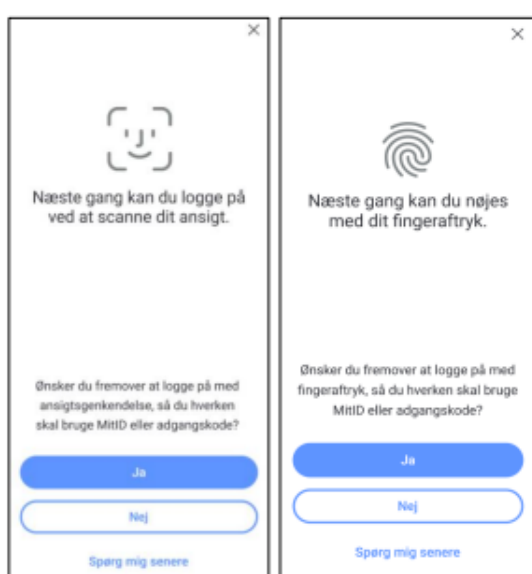 Næste gang kan du logge på
ved at scanne dit ansigt.
Ønsker du fremover at logge på med
ansigtsgenkendelse, så du hverken
skal bruge MitID eller adgangskode?
Ja
Nej
Spørg mig senere
Næste gang kan du nøjes
med dit fingeraftryk.
Ønsker du fremover at logge på med
fingeraftryk, så du hverken skal bruge
MitID eller adgangskode?
Ja
Nej
Spørg mig senere